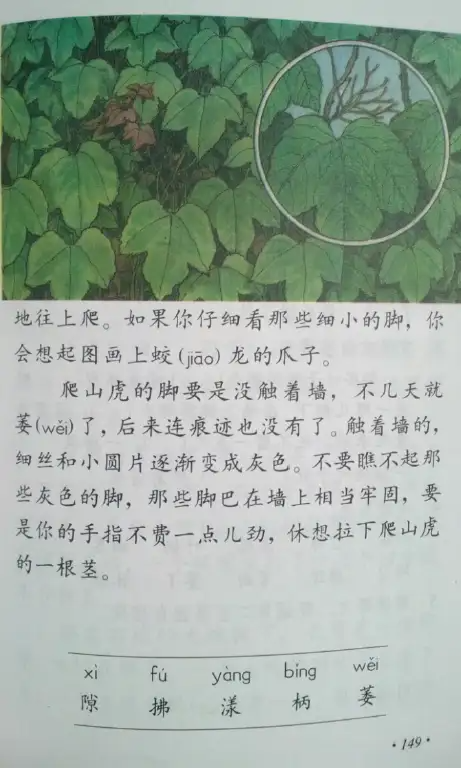 地往上爬。如果你仔细看那些细小的脚，你
会想起图画上蛟(jiāo)龙的爪子。
爬山虎的脚要是没触着墙，不几天就
萎(wěi)了，后来连痕迹也没有了。触着墙的，
细丝和小圆片逐渐变成灰色。不要瞧不起那
些灰色的脚，那些脚巴在墙上相当牢固，要
是你的手指不费一点儿劲，休想拉下爬山虎
的一根茎。
xì fú yàng bǐng wěi
隙 拂 漾 柄 萎
·149·